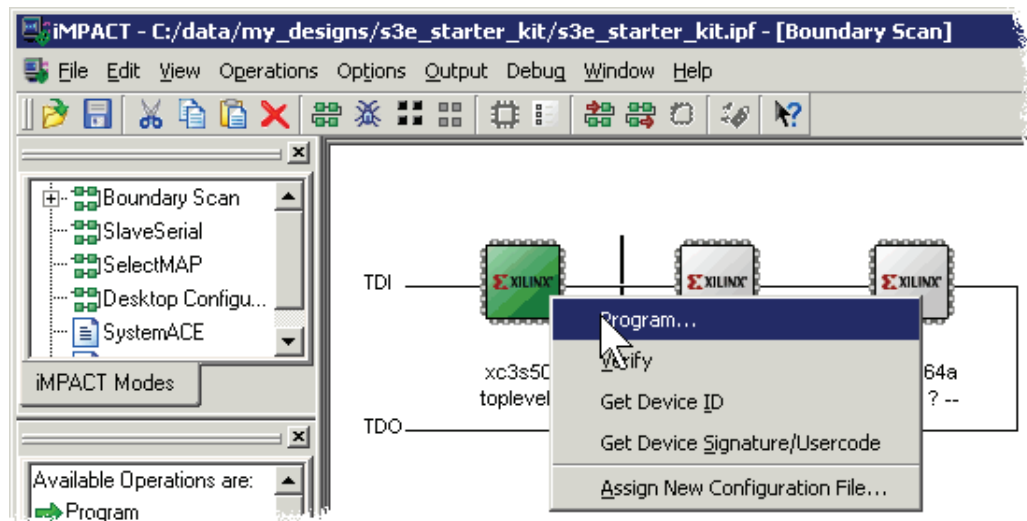 iMPACT - C:/data/my_designs/s3e_starter_kit/s3e_starter_kit.ipf - [Boundary Scan]
File Edit View Operations Options Output Debug Window Help
Boundary Scan
SlaveSerial
SelectMAP
Desktop Configu...
SystemACE
iMPACT Modes
Available Operations are:
Program
TDI
XILINX
XILINX
XILINX
Program...
Verify
Get Device ID
Get Device Signature/Usercode
Assign New Configuration File...
xc3s50
64a
toplevel
? --
TDO